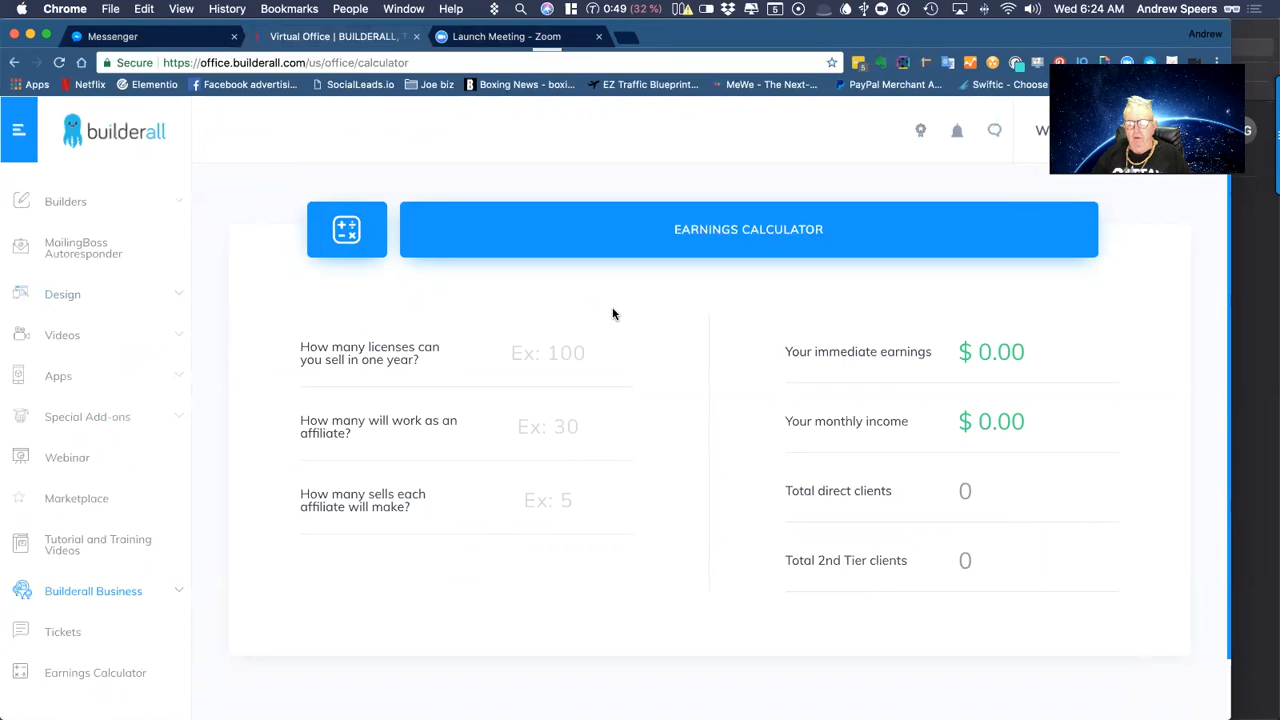 Chrome File Edit View History Bookmarks People Window Help 0:49 (32 %) Wed 6:24 AM Andrew Speers
Messenger × Virtual Office | BUILDERALL, T × Launch Meeting - Zoom × Andrew
Secure https://office.builderall.com/us/office/calculator
Apps Netflix Elementio Facebook advertisi... SocialLeads.io Joe biz Boxing News - boxi... EZ Traffic Blueprint... MeWe - The Next-... PayPal Merchant A... Swiftic - Choose
builderall
W
G
Builders
MailingBoss
Autoresponder
Design
Videos
Apps
Special Add-ons
Webinar
Marketplace
Tutorial and Training
Videos
Builderall Business
Tickets
Earnings Calculator
EARNINGS CALCULATOR
How many licenses can
you sell in one year?
Ex: 100
How many will work as an
affiliate?
Ex: 30
How many sells each
affiliate will make?
Ex: 5
Your immediate earnings $ 0.00
Your monthly income $ 0.00
Total direct clients 0
Total 2nd Tier clients 0